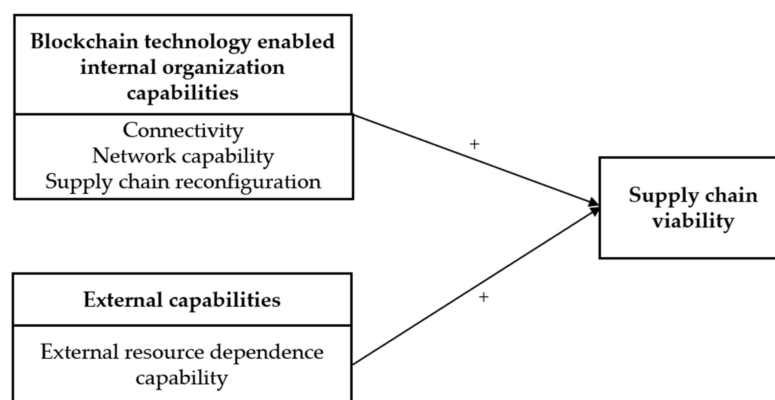 Blockchain technology enabled
internal organization
capabilities
Connectivity
Network capability
Supply chain reconfiguration
+
Supply chain
viability
External capabilities
+
External resource dependence
capability